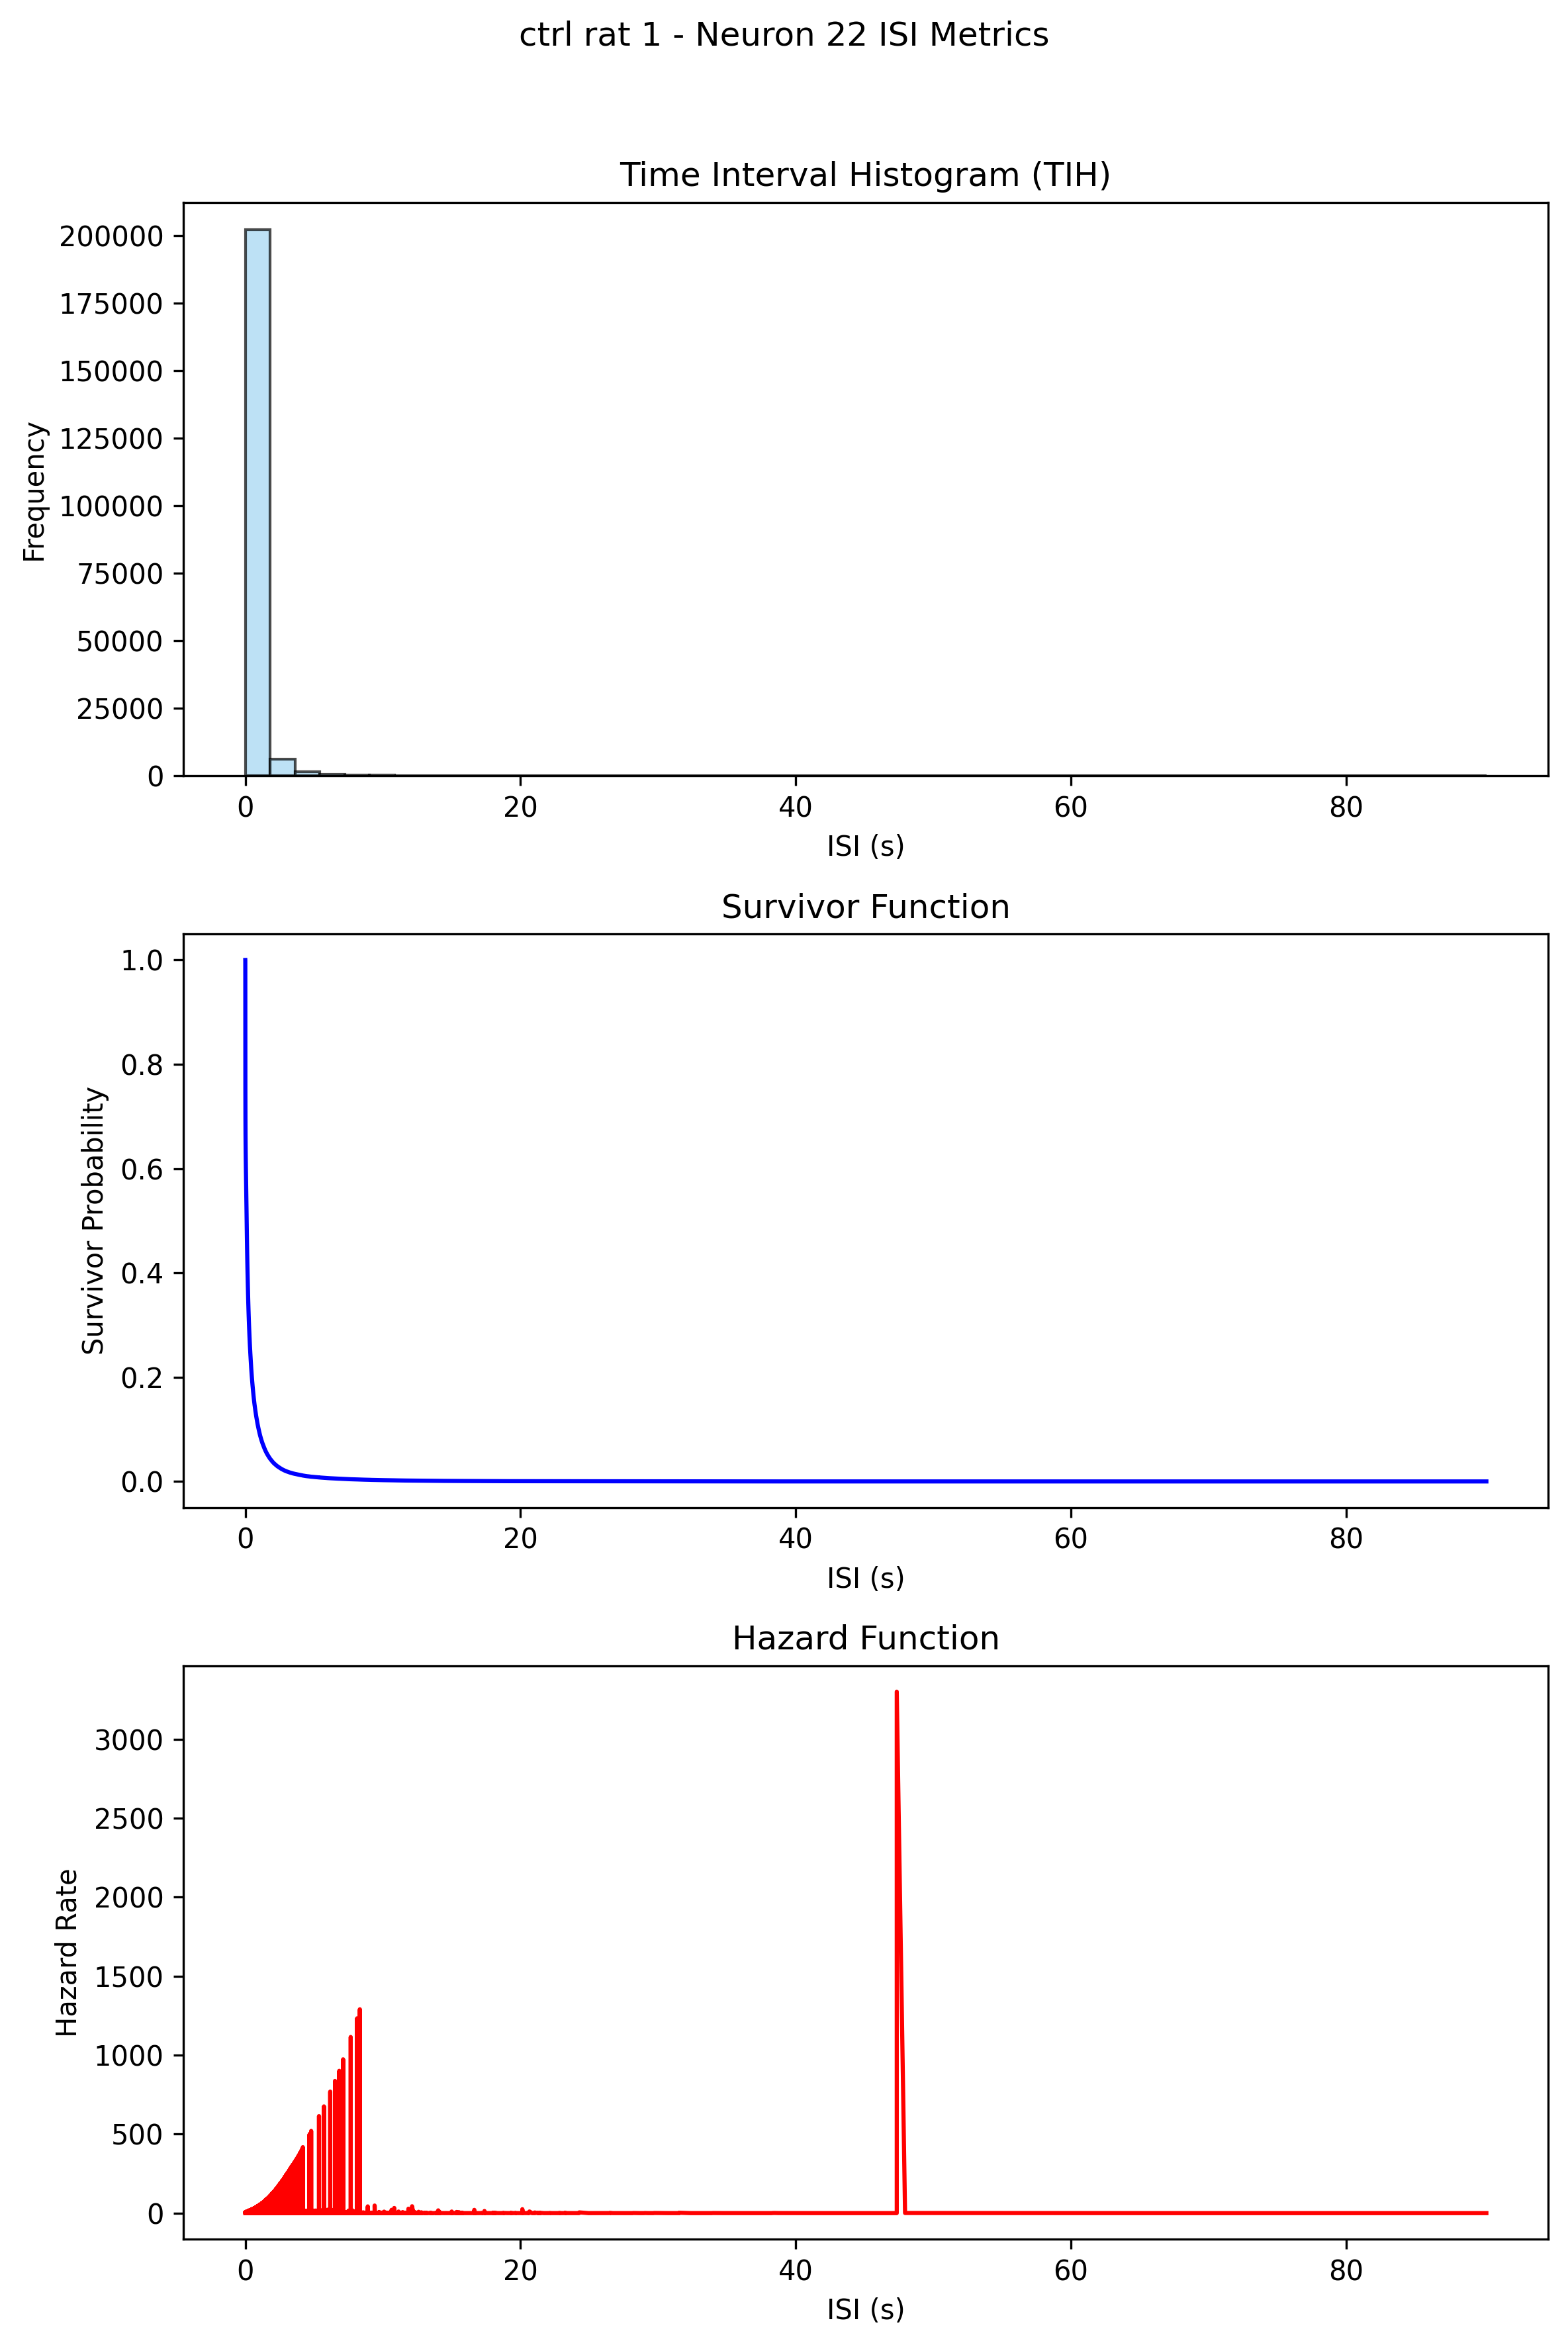 ctrl rat 1 - Neuron 22 ISI Metrics
Time Interval Histogram (TIH)
200000
175000
150000
125000
100000
75000
50000
25000
0
Frequency
0 20 40 60 80
ISI (s)
Survivor Function
1.0
0.8
0.6
0.4
0.2
0.0
Survivor Probability
0 20 40 60 80
ISI (s)
Hazard Function
3000
2500
2000
1500
1000
500
0
Hazard Rate
0 20 40 60 80
ISI (s)